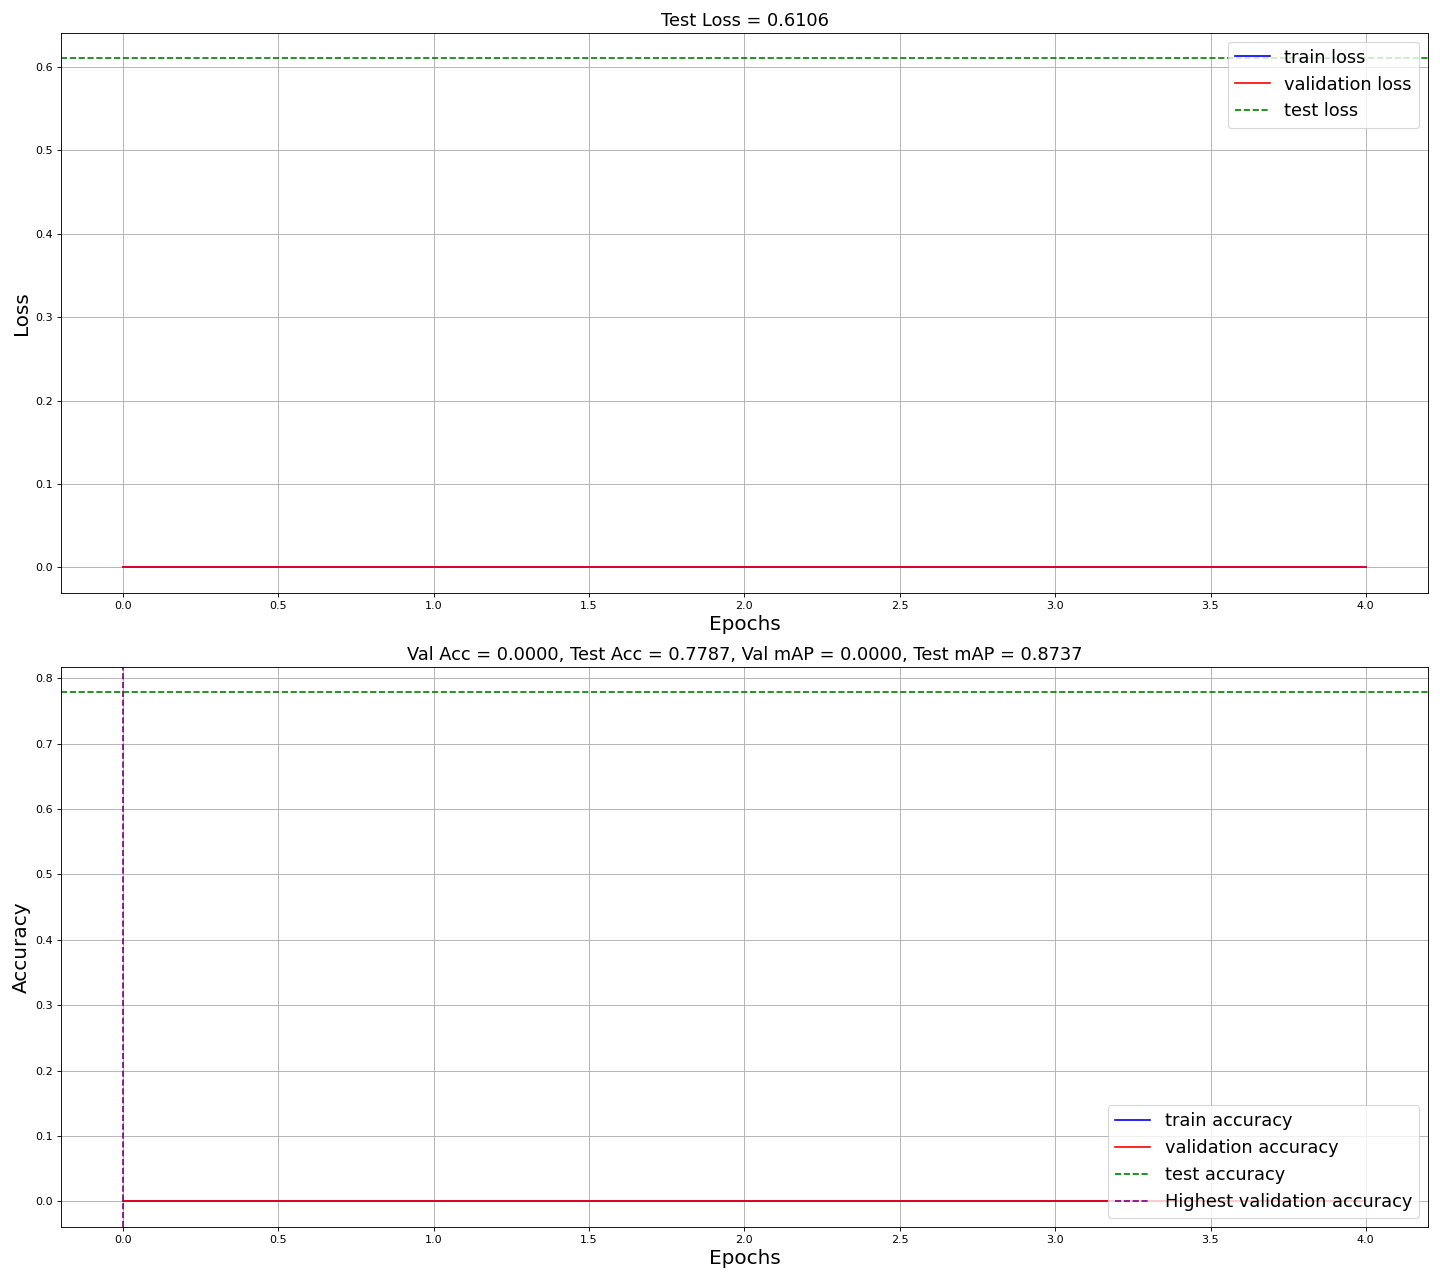 Test Loss = 0.6106
train loss
validation loss
test loss
0.6
0.5
0.4
0.3
0.2
0.1
0.0
Loss
0.0 0.5 1.0 1.5 2.0 2.5 3.0 3.5 4.0
Epochs
Val Acc = 0.0000, Test Acc = 0.7787, Val mAP = 0.0000, Test mAP = 0.8737
0.8
0.7
0.6
0.5
0.4
0.3
0.2
0.1
0.0
Accuracy
train accuracy
validation accuracy
test accuracy
Highest validation accuracy
0.0 0.5 1.0 1.5 2.0 2.5 3.0 3.5 4.0
Epochs